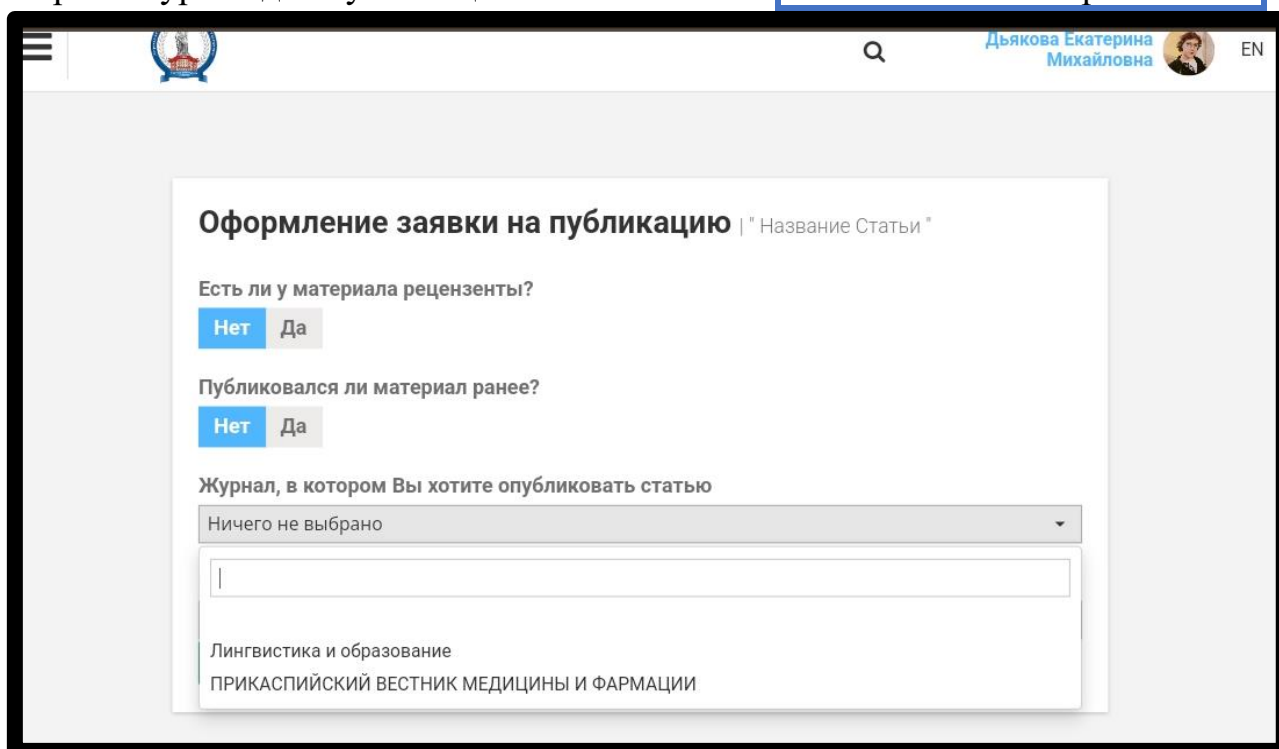 Дьякова Екатерина
Михайловна
EN
Оформление заявки на публикацию | " Название Статьи "
Есть ли у материала рецензенты?
Нет Да
Публиковался ли материал ранее?
Нет Да
Журнал, в котором Вы хотите опубликовать статью
Ничего не выбрано
Лингвистика и образование
ПРИКАСПИЙСКИЙ ВЕСТНИК МЕДИЦИНЫ И ФАРМАЦИИ